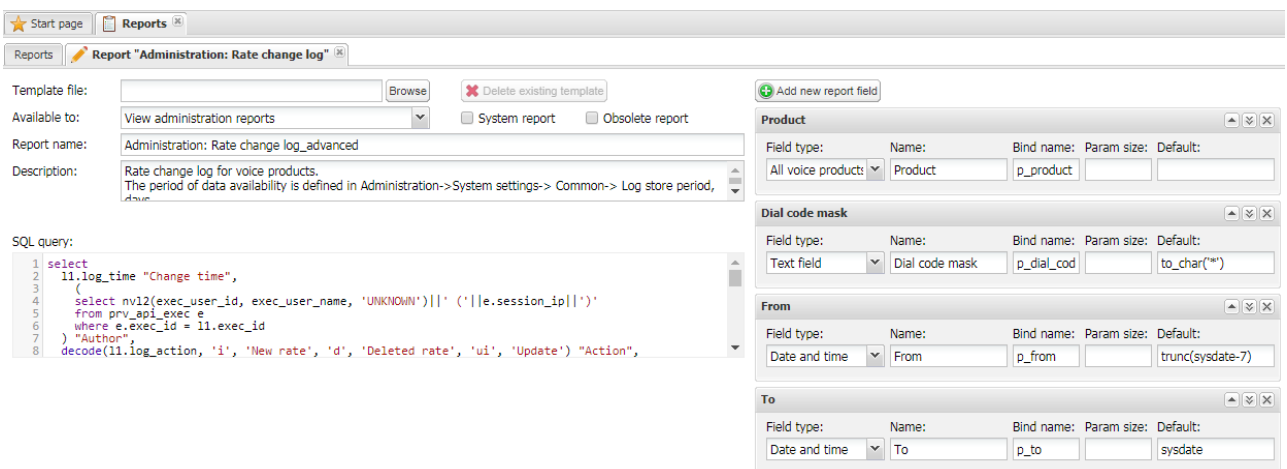 Start page Reports
Reports Report "Administration: Rate change log"
Template file: Browse Delete existing template
Available to: View administration reports System report Obsolete report
Report name: Administration: Rate change log_advanced
Description: Rate change log for voice products.
The period of data availability is defined in Administration->System settings-> Common-> Log store period,
days
SQL query:
1 select
2 l1.log_time "Change time",
3 (
4 select nvl2(exec_user_id, exec_user_name, 'UNKNOWN')||' ('||e.session_ip||')'
5 from prv_api_exec e
6 where e.exec_id = l1.exec_id
7 ) "Author",
8 decode(l1.log_action, 'i', 'New rate', 'd', 'Deleted rate', 'ui', 'Update') "Action",
Add new report field
Product
Field type: Name: Bind name: Param size: Default:
All voice products Product p_product
Dial code mask
Field type: Name: Bind name: Param size: Default:
Text field Dial code mask p_dial_cod to_char('*')
From
Field type: Name: Bind name: Param size: Default:
Date and time From p_from trunc(sysdate-7)
To
Field type: Name: Bind name: Param size: Default:
Date and time To p_to sysdate